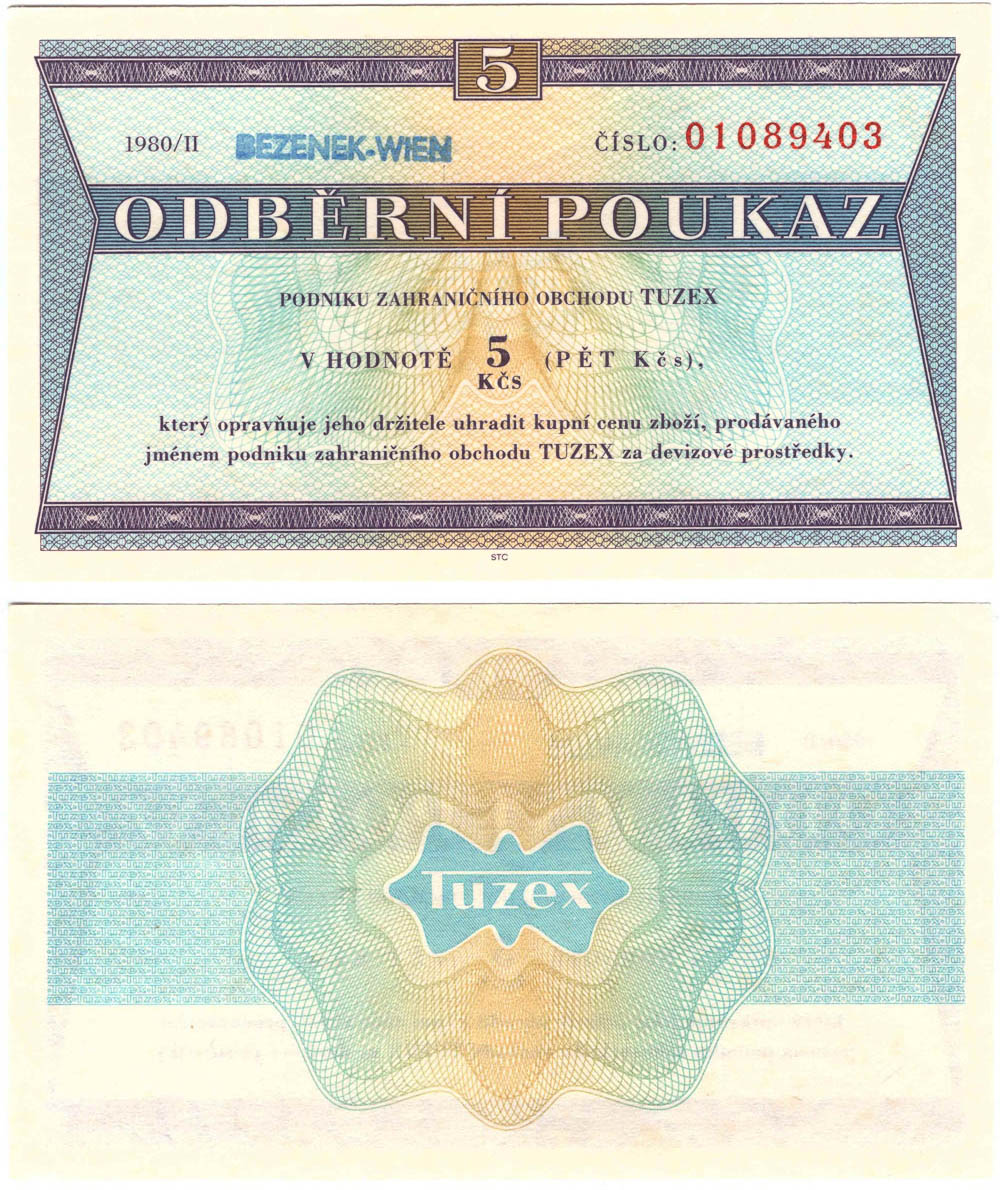 5
1980/II BEZENEK-WIEN ČÍSLO: 01089403
ODBĚRNÍ POUKAZ
PODNIKU ZAHRANIČNÍHO OBCHODU TUZEX
V HODNOTĚ 5 KČS (PĚT Kčs),
který opravňuje jeho držitele uhradit kupní cenu zboží, prodávaného
jménem podniku zahraničního obchodu TUZEX za devizové prostředky.
STC
Tuzex